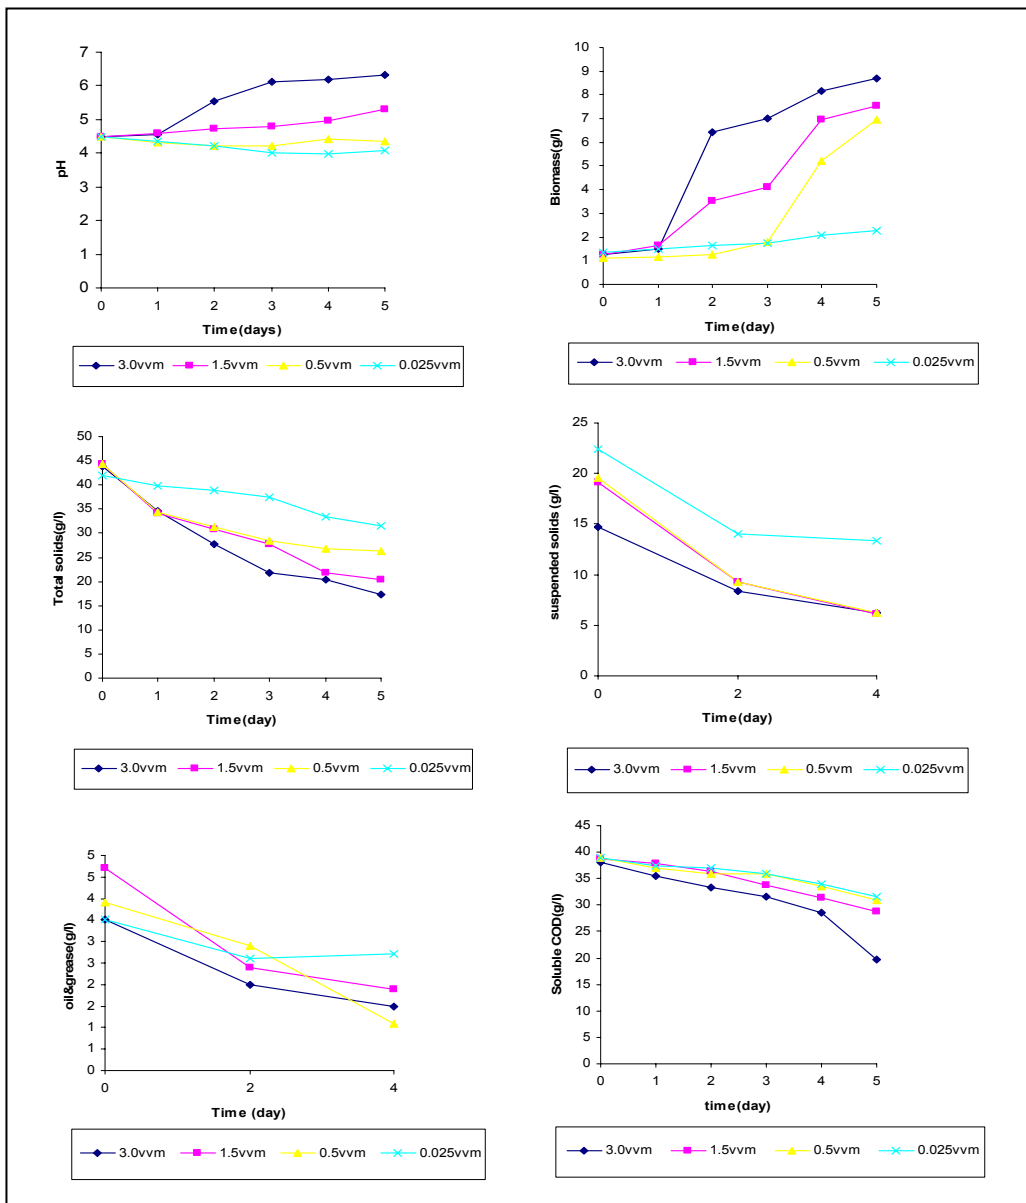 7
6
5
4
3
2
1
0
pH
0 1 2 3 4 5
Time(days)
3.0vvm 1.5vvm 0.5vvm 0.025vvm
10
9
8
7
6
5
4
3
2
1
0
Biomass(g/l)
0 1 2 3 4 5
Time(day)
3.0vvm 1.5vvm 0.5vvm 0.025vvm
50
45
40
35
30
25
20
15
10
5
0
Total solids(g/l)
0 1 2 3 4 5
Time(day)
3.0vvm 1.5vvm 0.5vvm 0.025vvm
25
20
15
10
5
0
suspended solids (g/l)
0 2 4
Time(day)
3.0vvm 1.5vvm 0.5vvm 0.025vvm
5
5
4
4
3
3
2
2
1
1
0
oil&grease(g/l)
0 2 4
Time (day)
3.0vvm 1.5vvm 0.5vvm 0.025vvm
45
40
35
30
25
20
15
10
5
0
Soluble COD(g/l)
0 1 2 3 4 5
time(day)
3.0vvm 1.5vvm 0.5vvm 0.025vvm